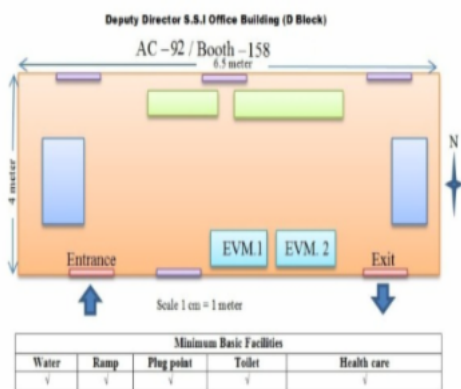 Deputy Director S.S.I Office Building (D Block)
AC -92 / Booth -158
6.5 meter
4 meter
N
EVM.1 EVM. 2
Entrance Exit
Scale 1 cm = 1 meter
Minimum Basic Facilities
Water Ramp Plug point Toilet Health care
√ √ √ √ √